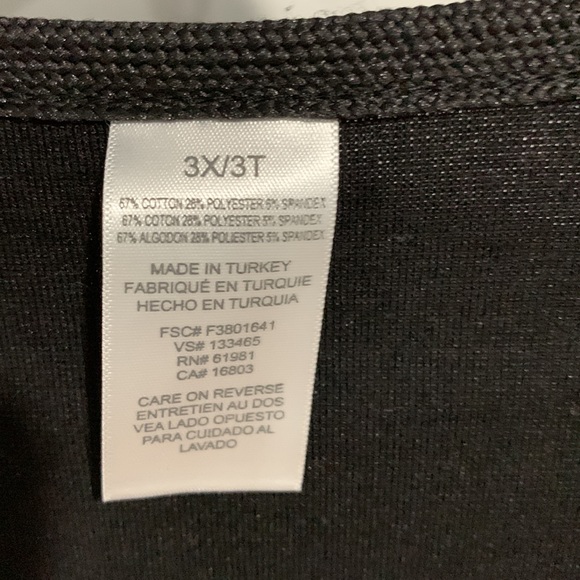 3X/3T
67% COTTON 28% POLYESTER 5% SPANDEX
67% COTON 28% POLYESTER 5% SPANDEX
67% ALGODON 28% POLIESTER 5% SPANDEX
MADE IN TURKEY
FABRIQUÉ EN TURQUIE
HECHO EN TURQUIA
FSC# F3801641
VS# 133465
RN# 61981
CA# 16803
CARE ON REVERSE
ENTRETIEN AU DOS
VEA LADO OPUESTO
PARA CUIDADO AL
LAVADO